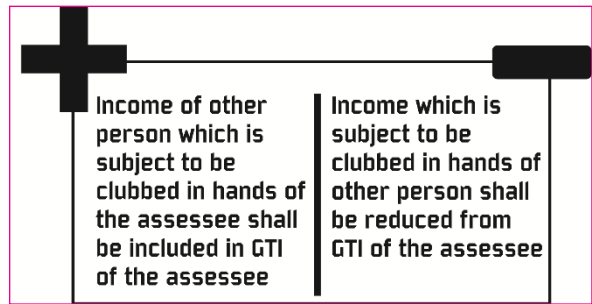 Income of other
person which is
subject to be
clubbed in hands of
the assessee shall
be included in GTI
of the assessee
Income which is
subject to be
clubbed in hands of
other person shall
be reduced from
GTI of the assessee